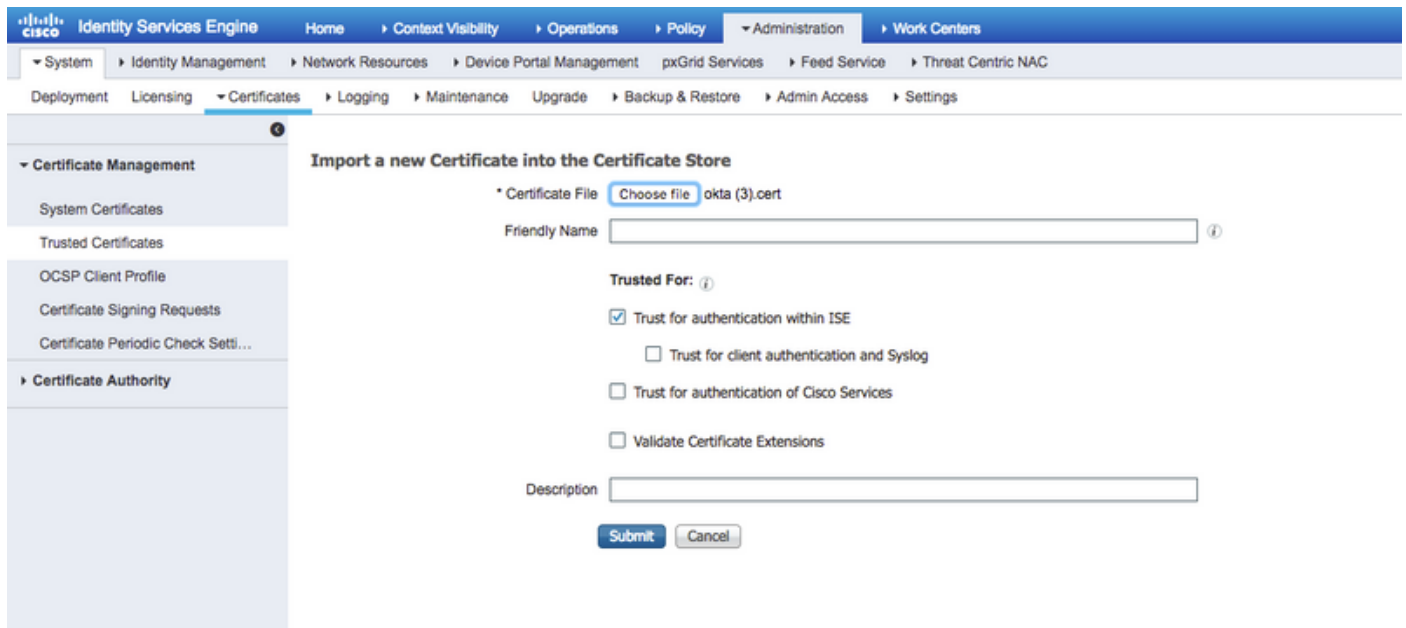 cisco Identity Services Engine Home Context Visibility Operations Policy Administration Work Centers
System Identity Management Network Resources Device Portal Management pxGrid Services Feed Service Threat Centric NAC
Deployment Licensing Certificates Logging Maintenance Upgrade Backup & Restore Admin Access Settings
Certificate Management
System Certificates
Trusted Certificates
OCSP Client Profile
Certificate Signing Requests
Certificate Periodic Check Setti...
Certificate Authority
Import a new Certificate into the Certificate Store
* Certificate File Choose file okta (3).cert
Friendly Name
Trusted For:
Trust for authentication within ISE
Trust for client authentication and Syslog
Trust for authentication of Cisco Services
Validate Certificate Extensions
Description
Submit Cancel